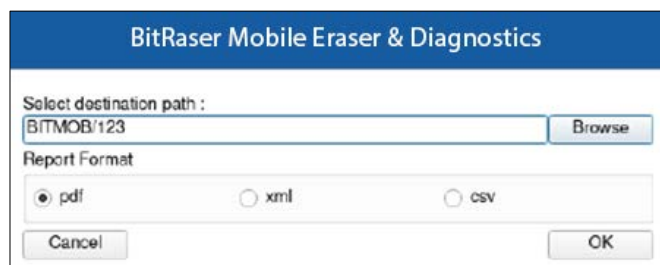 BitRaser Mobile Eraser & Diagnostics
Select destination path :
BITMOB/123 Browse
Report Format
pdf xml csv
Cancel OK